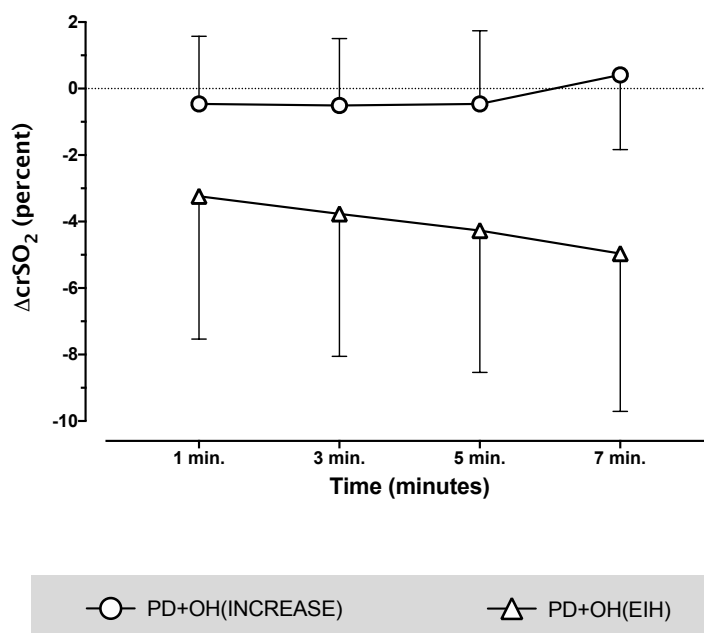 2
0
-2
-4
-6
-8
-10
ΔcrSO₂ (percent)
1 min. 3 min. 5 min. 7 min.
Time (minutes)
PD+OH(INCREASE) PD+OH(EIH)